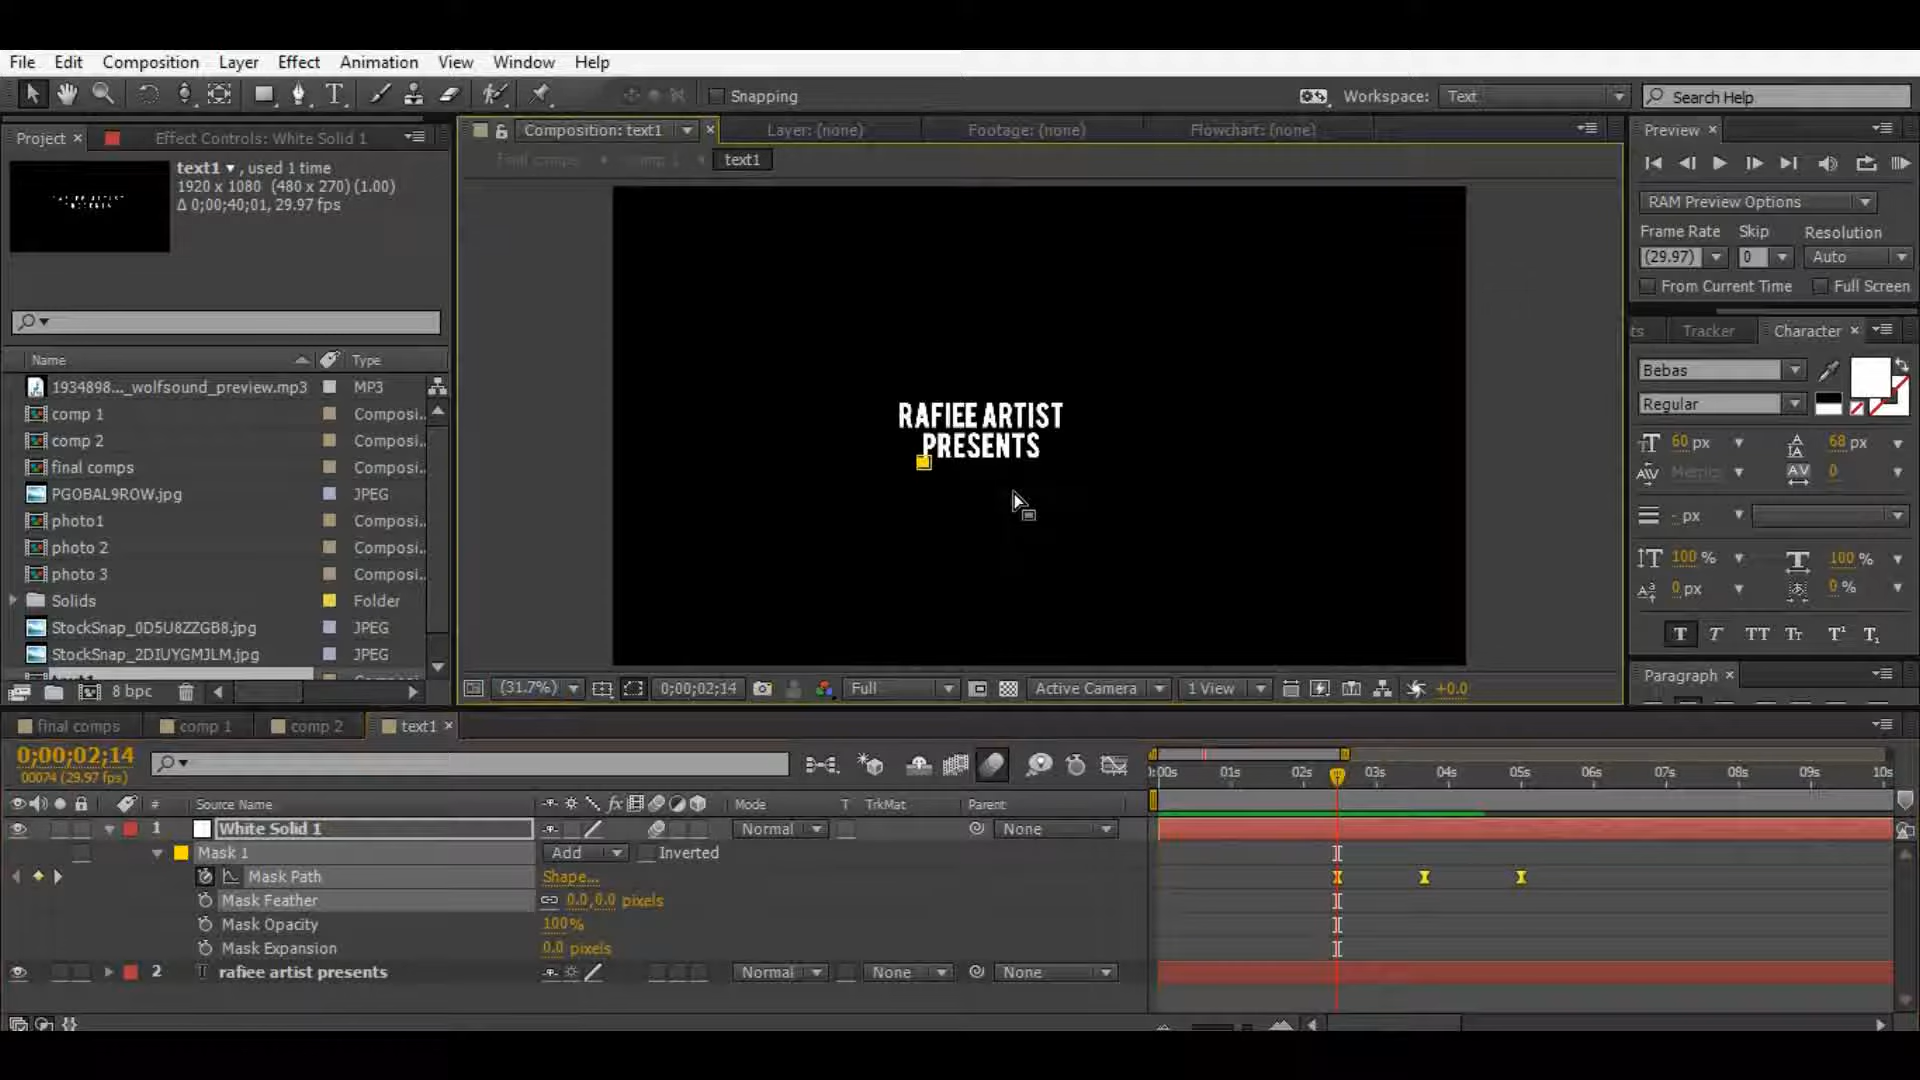 File Edit Composition Layer Effect Animation View Window Help
Snapping Workspace: Text Search Help
Project × Effect Controls: White Solid 1
text1 ▼ , used 1 time
1920 x 1080 (480 x 270) (1.00)
Δ 0;00;40;01, 29.97 fps
Name Type
1934898..._wolfsound_preview.mp3 MP3
comp 1 Composi..
comp 2 Composi..
final comps Composi..
PGOBAL9ROW.jpg JPEG
photo1 Composi..
photo 2 Composi..
photo 3 Composi..
Solids Folder
StockSnap_0D5U8ZZGB8.jpg JPEG
StockSnap_2DIUYGMJLM.jpg JPEG
8 bpc
Composition: text1 × Layer: (none) Footage: (none) Flowchart: (none)
Final comps comp 1 text1
RAFIEE ARTIST
PRESENTS
(31.7%) 0;00;02;14 Full Active Camera 1 View +0.0
Preview ×
RAM Preview Options
Frame Rate Skip Resolution
(29.97) 0 Auto
From Current Time Full Screen
ts Tracker Character ×
Bebas
Regular
60 px 68 px
Metrics 0
- px
100 % 100 %
0 px 0 %
T T TT Tt T¹ T₁
Paragraph ×
final comps comp 1 comp 2 text1 ×
0;00;02;14
00074 (29.97 fps)
:00s 01s 02s 03s 04s 05s 06s 07s 08s 09s 10s
# Source Name fx Mode T TrkMat Parent
1 White Solid 1 Normal None
Mask 1 Add Inverted
Mask Path Shape...
Mask Feather 0.0,0.0 pixels
Mask Opacity 100%
Mask Expansion 0.0 pixels
2 T rafiee artist presents Normal None None